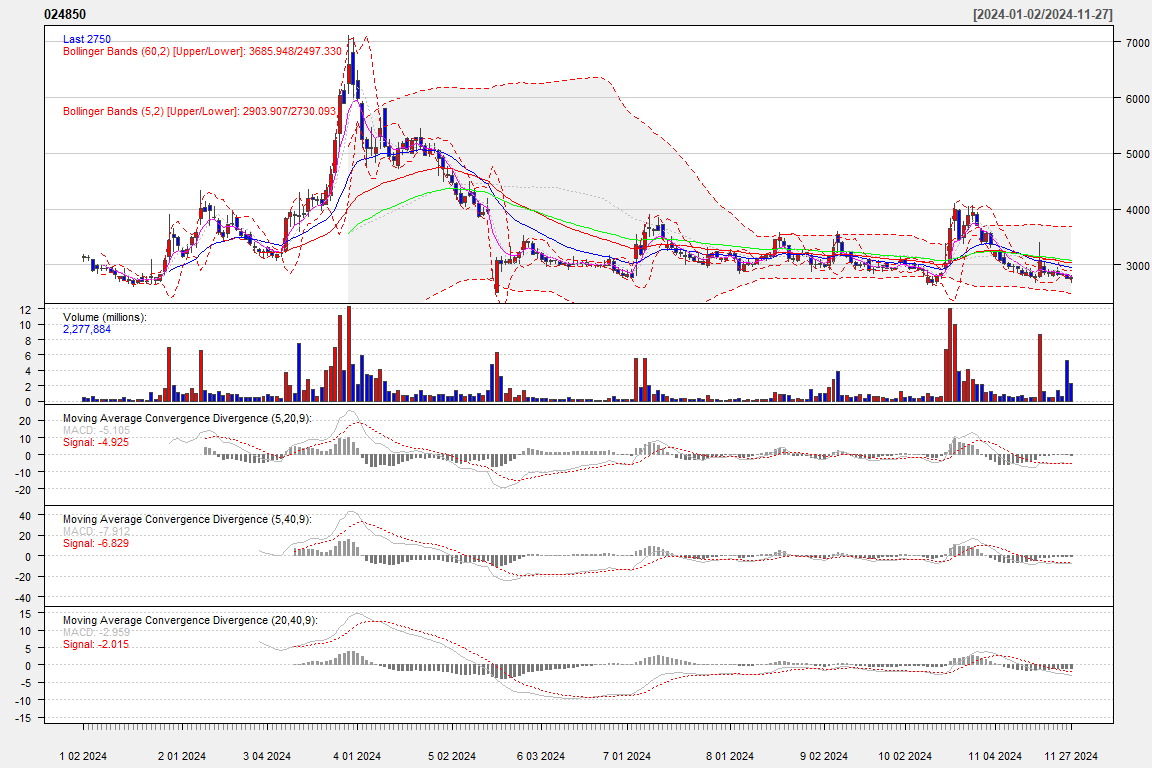 024850 [2024-01-02/2024-11-27]
Last 2750
Bollinger Bands (60,2) [Upper/Lower]: 3685.948/2497.330
Bollinger Bands (5,2) [Upper/Lower]: 2903.907/2730.093
7000
6000
5000
4000
3000
Volume (millions):
2,277,884
12
10
8
6
4
2
0
Moving Average Convergence Divergence (5,20,9):
MACD: -5.105
Signal: -4.925
20
10
0
-10
-20
Moving Average Convergence Divergence (5,40,9):
MACD: -7.912
Signal: -6.829
40
20
0
-20
-40
Moving Average Convergence Divergence (20,40,9):
MACD: -2.959
Signal: -2.015
15
10
5
0
-5
-10
-15
1 02 2024 2 01 2024 3 04 2024 4 01 2024 5 02 2024 6 03 2024 7 01 2024 8 01 2024 9 02 2024 10 02 2024 11 04 2024 11 27 2024